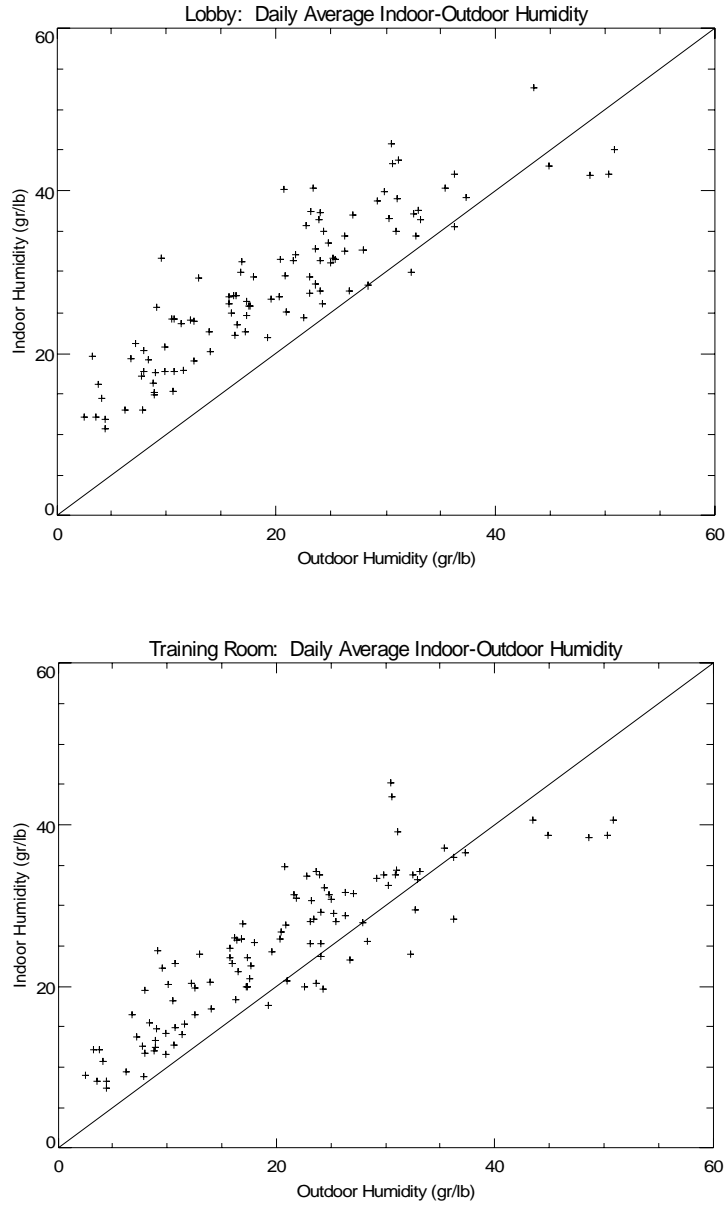 Lobby: Daily Average Indoor-Outdoor Humidity
60
40
20
0
Indoor Humidity (gr/lb)
0 20 40 60
Outdoor Humidity (gr/lb)
Training Room: Daily Average Indoor-Outdoor Humidity
60
40
20
0
Indoor Humidity (gr/lb)
0 20 40 60
Outdoor Humidity (gr/lb)